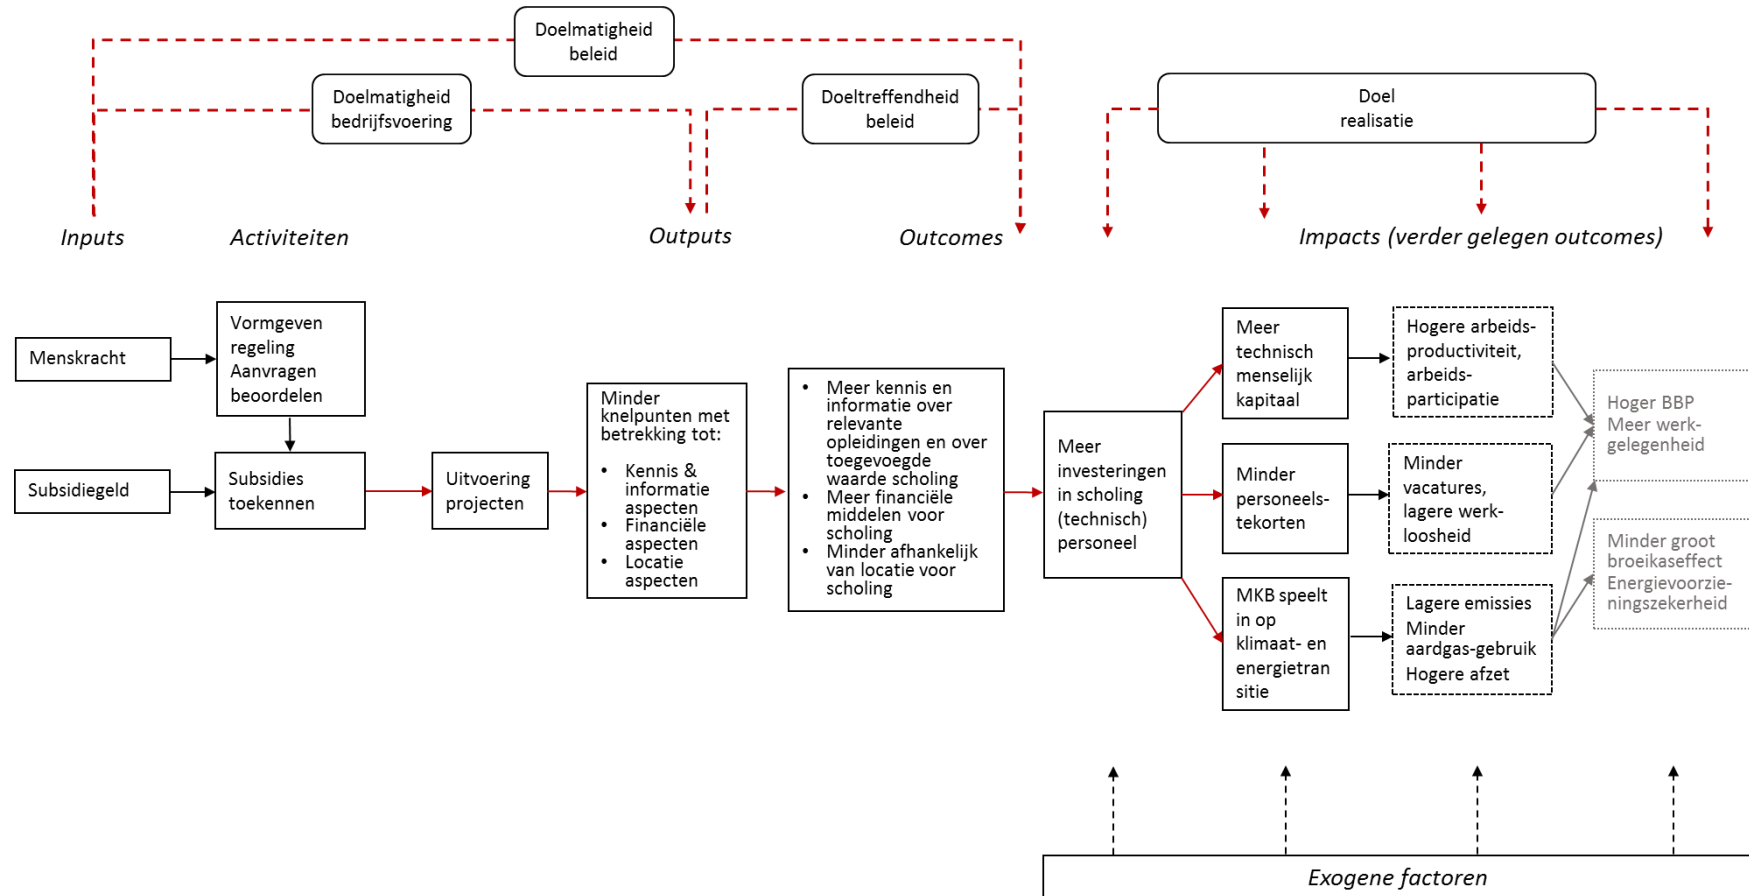 Doelmatigheid
beleid
Doelmatigheid
bedrijfsvoering
Doeltreffendheid
beleid
Doel
realisatie
Inputs
Activiteiten
Outputs
Outcomes
Impacts (verder gelegen outcomes)
Menskracht
Vormgeven
regeling
Aanvragen
beoordelen
Subsidiegeld
Subsidies
toekennen
Uitvoering
projecten
Minder
knelpunten met
betrekking tot:
• Kennis &
informatie
aspecten
• Financiële
aspecten
• Locatie
aspecten
• Meer kennis en
informatie over
relevante
opleidingen en over
toegevoegde
waarde scholing
• Meer financiële
middelen voor
scholing
• Minder afhankelijk
van locatie voor
scholing
Meer
investeringen
in scholing
(technisch)
personeel
Meer
technisch
menselijk
kapitaal
Hogere arbeids-
productiviteit,
arbeids-
participatie
Minder
personeels-
tekorten
Minder
vacatures,
lagere werk-
loosheid
MKB speelt
in op
klimaat- en
energietran
sitie
Lagere emissies
Minder
aardgas-gebruik
Hogere afzet
Hoger BBP
Meer werk-
gelegenheid
Minder groot
broeikaseffect
Energievoorzie-
ningszekerheid
Exogene factoren